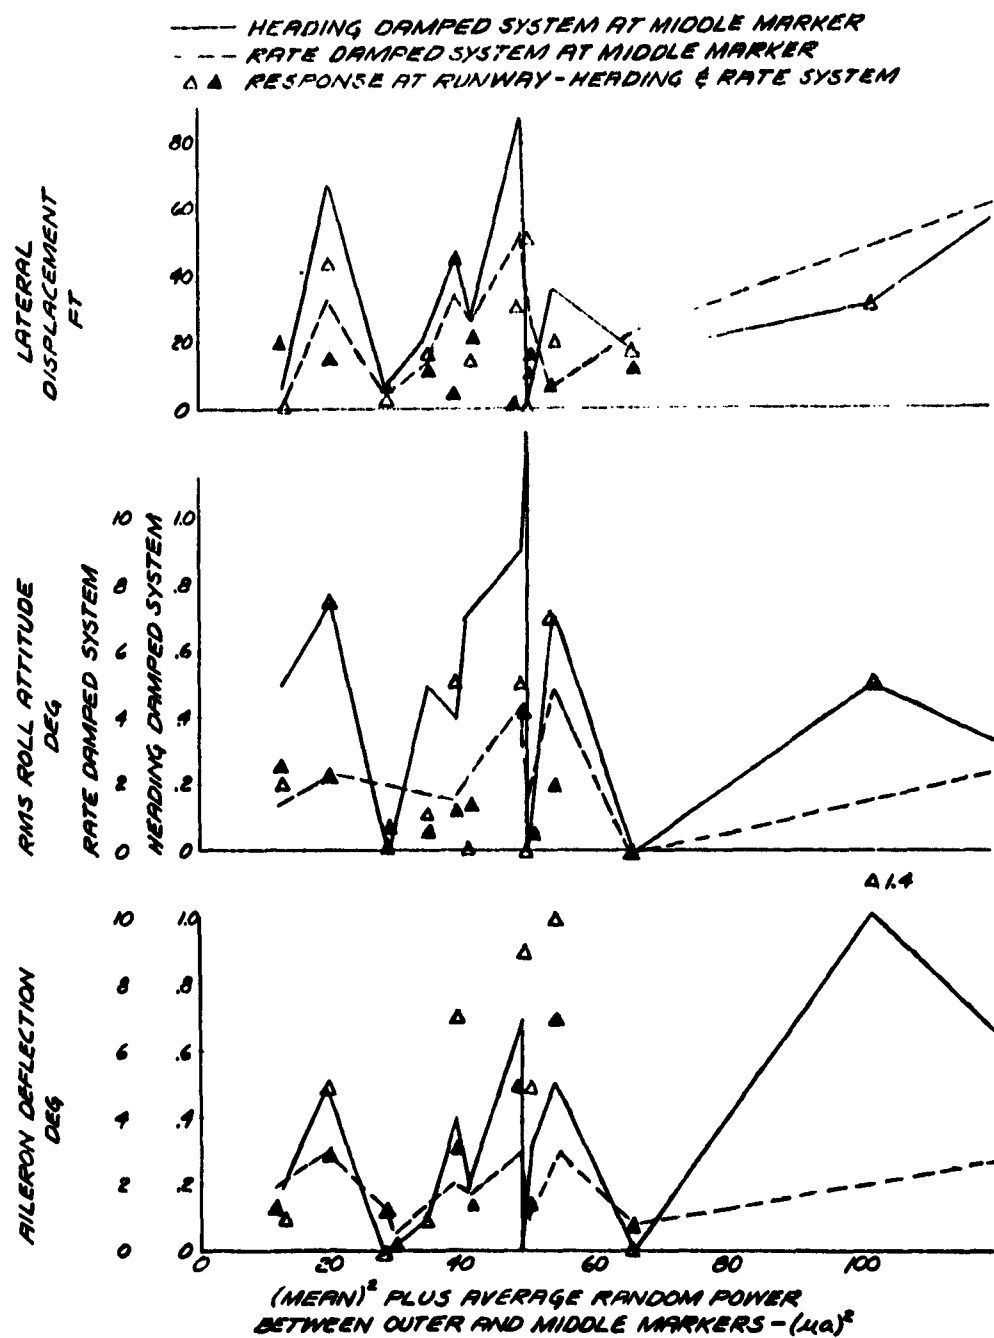 HEADING DAMPED SYSTEM AT MIDDLE MARKER
RATE DAMPED SYSTEM AT MIDDLE MARKER
RESPONSE AT RUNWAY-HEADING & RATE SYSTEM
LATERAL
DISPLACEMENT
FT
80
60
40
20
0
RMS ROLL ATTITUDE
DEG
RATE DAMPED SYSTEM
HEADING DAMPED SYSTEM
10 1.0
8 .8
6 .6
4 .4
2 .2
0 0
1.4
AILERON DEFLECTION
DEG
10 1.0
8 .8
6 .6
4 .4
2 .2
0 0
0 20 40 60 80 100
(MEAN)² PLUS AVERAGE RANDOM POWER
BETWEEN OUTER AND MIDDLE MARKERS-(μa)²